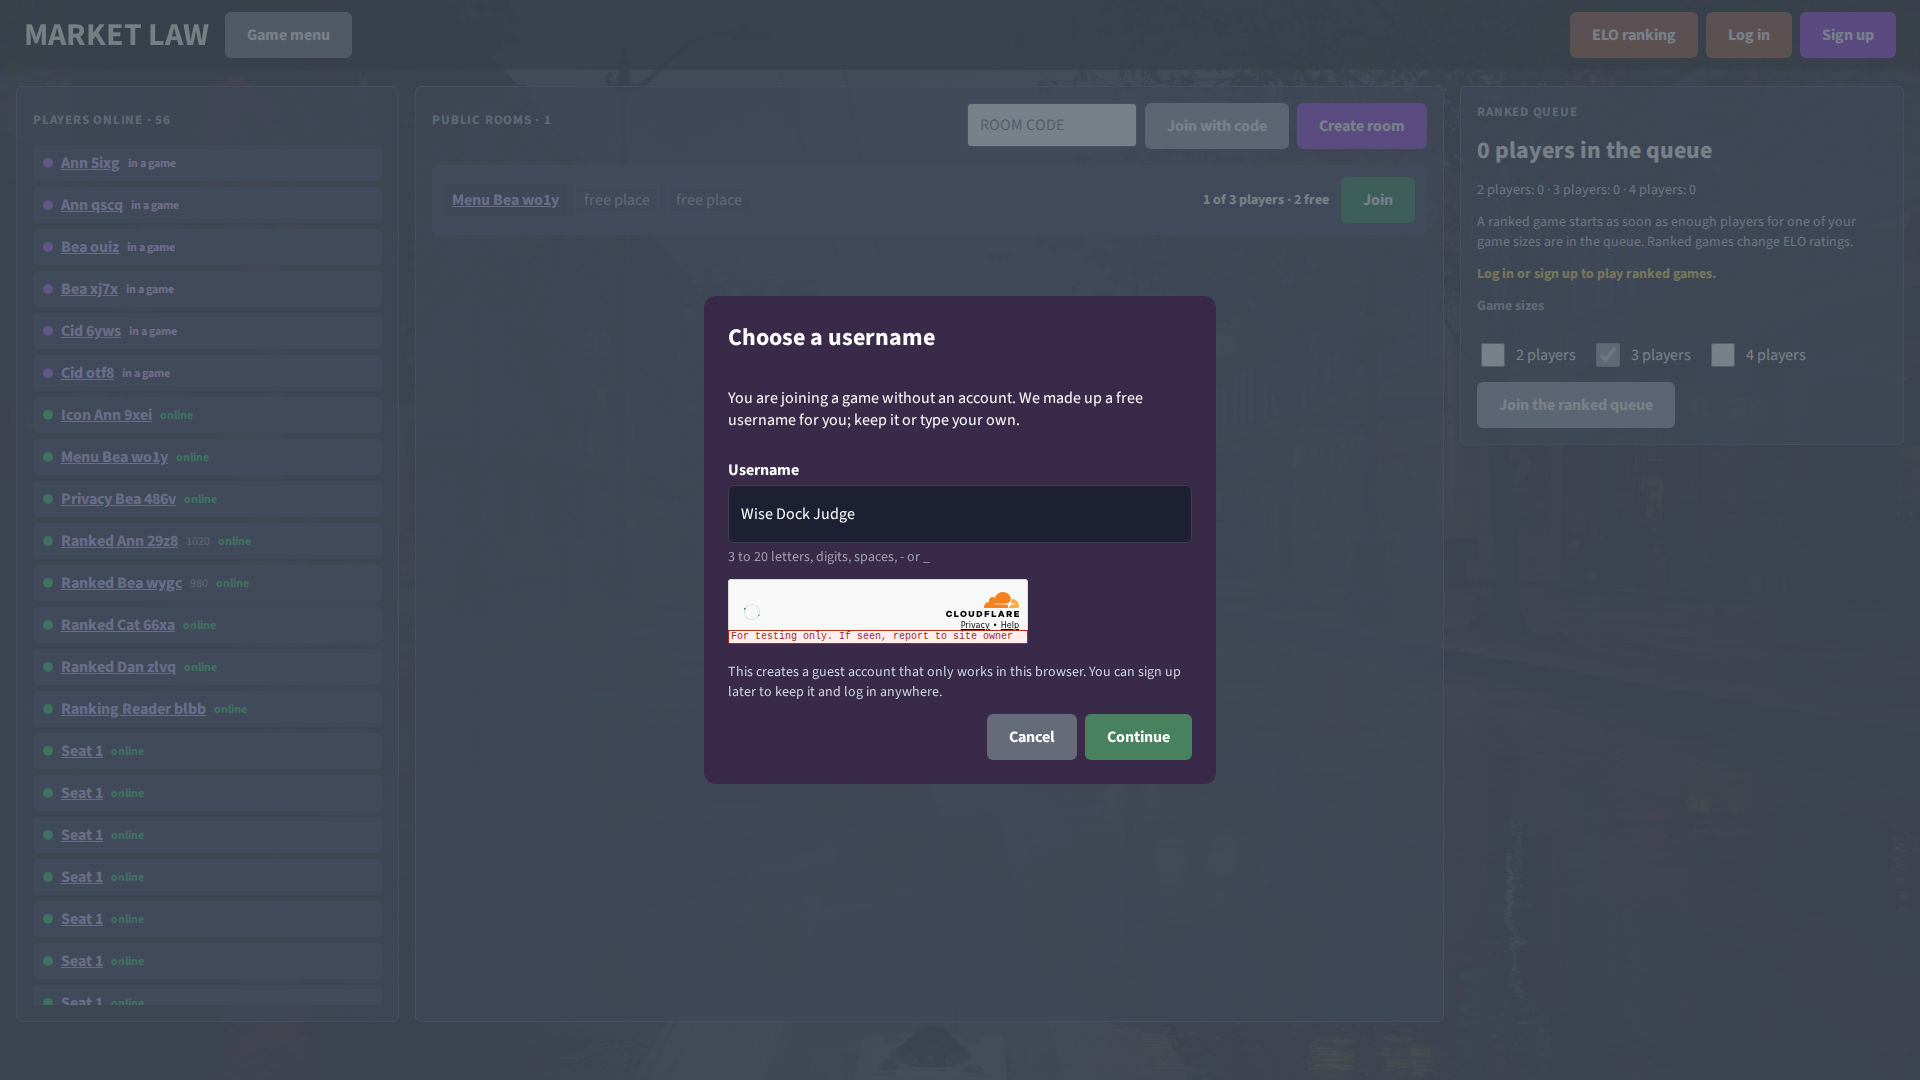 MARKET LAW
Game menu
ELO ranking
Log in
Sign up
PLAYERS ONLINE · 56
Ann 5ixg in a game
Ann qscq in a game
Bea ouiz in a game
Bea xj7x in a game
Cid 6yws in a game
Cid otf8 in a game
Icon Ann 9xei online
Menu Bea wo1y online
Privacy Bea 486v online
Ranked Ann 29z8 1020 online
Ranked Bea wygc 980 online
Ranked Cat 66xa online
Ranked Dan zlvq online
Ranking Reader blbb online
Seat 1 online
Seat 1 online
Seat 1 online
Seat 1 online
Seat 1 online
Seat 1 online
Seat 1 online
PUBLIC ROOMS · 1
ROOM CODE
Join with code
Create room
Menu Bea wo1y free place free place 1 of 3 players · 2 free Join
Choose a username
You are joining a game without an account. We made up a free
username for you; keep it or type your own.
Username
Wise Dock Judge
3 to 20 letters, digits, spaces, - or _
CLOUDFLARE
Privacy • Help
For testing only. If seen, report to site owner
This creates a guest account that only works in this browser. You can sign up
later to keep it and log in anywhere.
Cancel
Continue
RANKED QUEUE
0 players in the queue
2 players: 0 · 3 players: 0 · 4 players: 0
A ranked game starts as soon as enough players for one of your
game sizes are in the queue. Ranked games change ELO ratings.
Log in or sign up to play ranked games.
Game sizes
2 players 3 players 4 players
Join the ranked queue